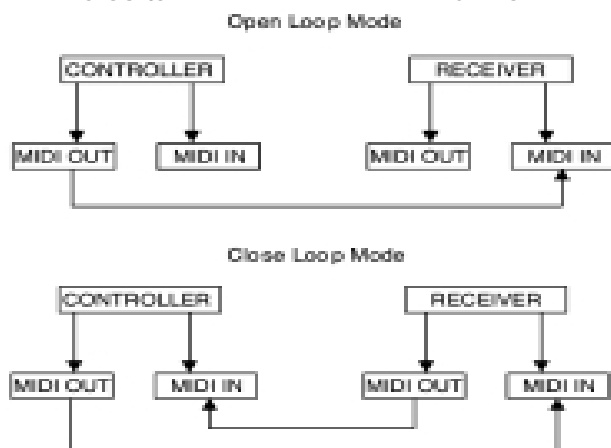 Open Loop Mode
CONTROLLER RECEIVER
MIDI OUT MIDI IN MIDI OUT MIDI IN
Close Loop Mode
CONTROLLER RECEIVER
MIDI OUT MIDI IN MIDI OUT MIDI IN